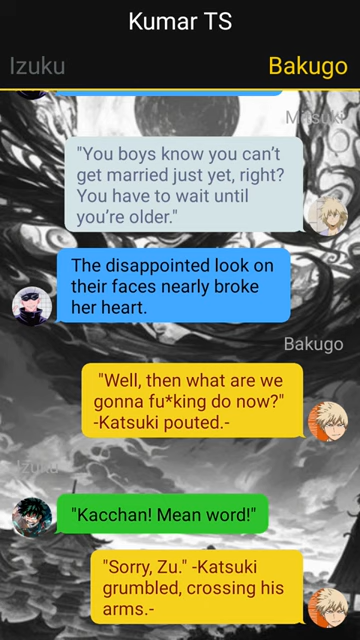 Kumar TS
Izuku
Bakugo
Mitsuki
"You boys know you can't
get married just yet, right?
You have to wait until
you're older."
The disappointed look on
their faces nearly broke
her heart.
Bakugo
"Well, then what are we
gonna fu*king do now?"
-Katsuki pouted.-
Izuku
"Kacchan! Mean word!"
"Sorry, Zu." -Katsuki
grumbled, crossing his
arms.-